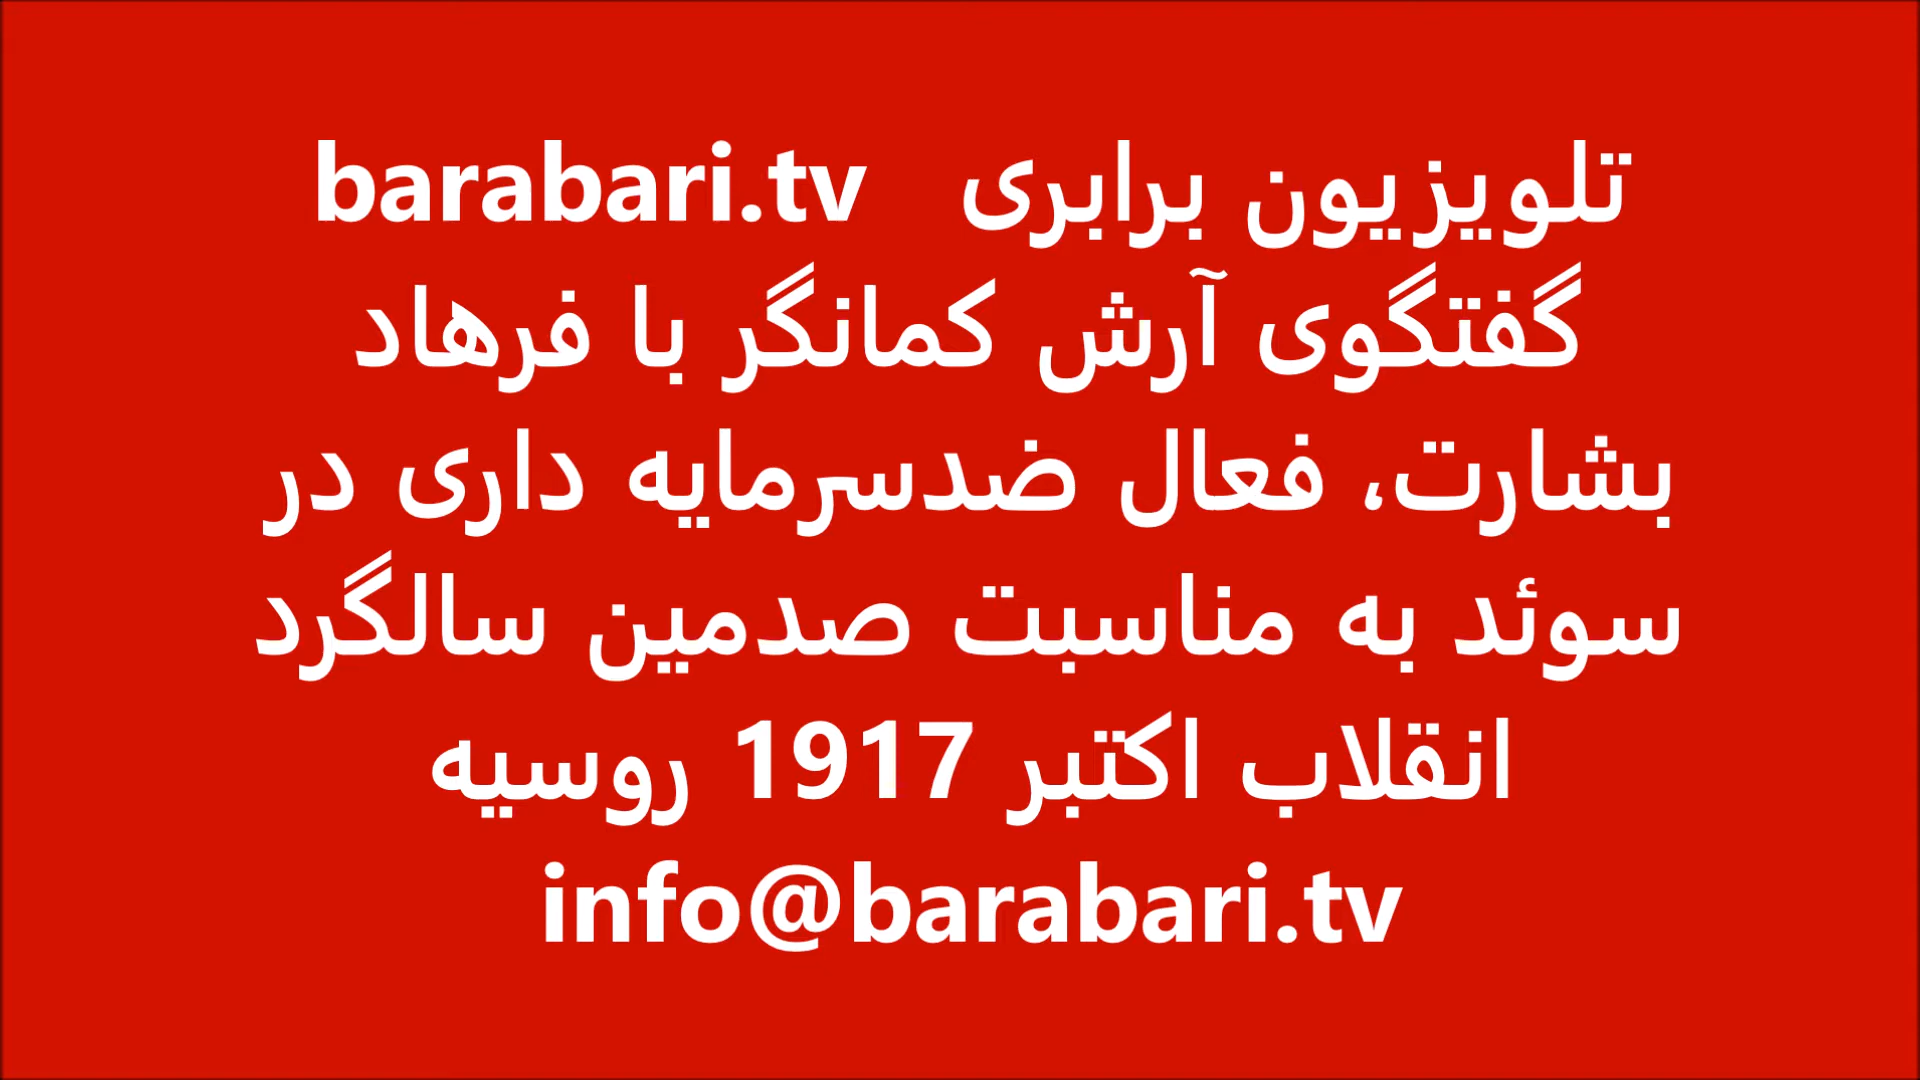 تلویزیون برابری   barabari.tv
گفتگوی آرش کمانگر با فرهاد
بشارت، فعال ضدسرمایه داری در
سوئد به مناسبت صدمین سالگرد
انقلاب اکتبر 1917 روسیه
info@barabari.tv